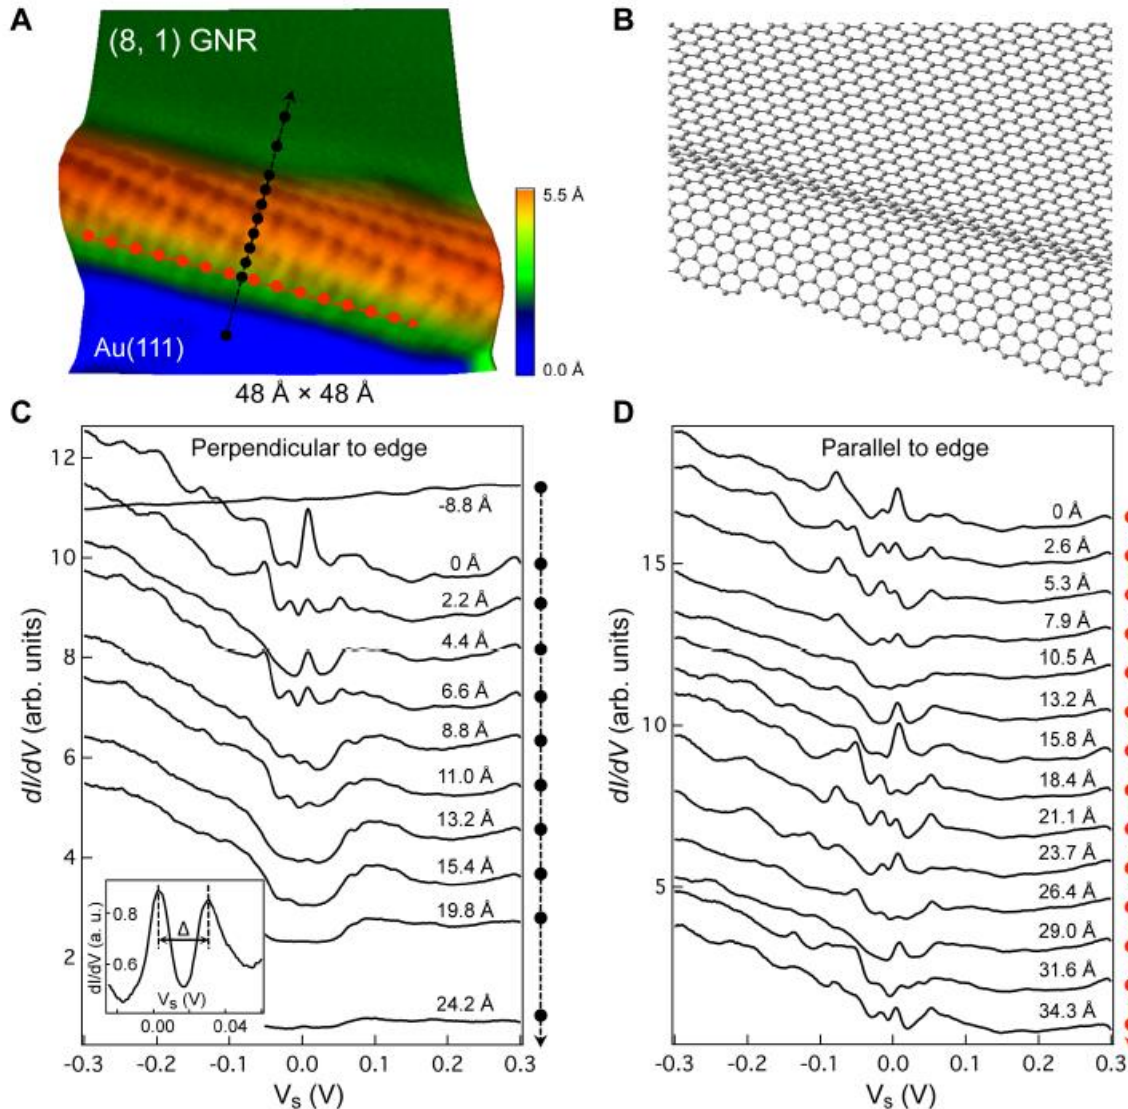 A
(8, 1) GNR
5.5 Å
0.0 Å
Au(111)
48 Å × 48 Å
B
C
Perpendicular to edge
-8.8 Å
0 Å
2.2 Å
4.4 Å
6.6 Å
8.8 Å
11.0 Å
13.2 Å
15.4 Å
19.8 Å
24.2 Å
12
10
8
6
4
2
dI/dV (arb. units)
-0.3
-0.2
-0.1
0.0
0.1
0.2
0.3
Vs (V)
dI/dV (a. u.)
0.8
0.6
Δ
Vs (V)
0.00
0.04
D
Parallel to edge
0 Å
2.6 Å
5.3 Å
7.9 Å
10.5 Å
13.2 Å
15.8 Å
18.4 Å
21.1 Å
23.7 Å
26.4 Å
29.0 Å
31.6 Å
34.3 Å
15
10
5
dI/dV (arb. units)
-0.3
-0.2
-0.1
0.0
0.1
0.2
0.3
Vs (V)